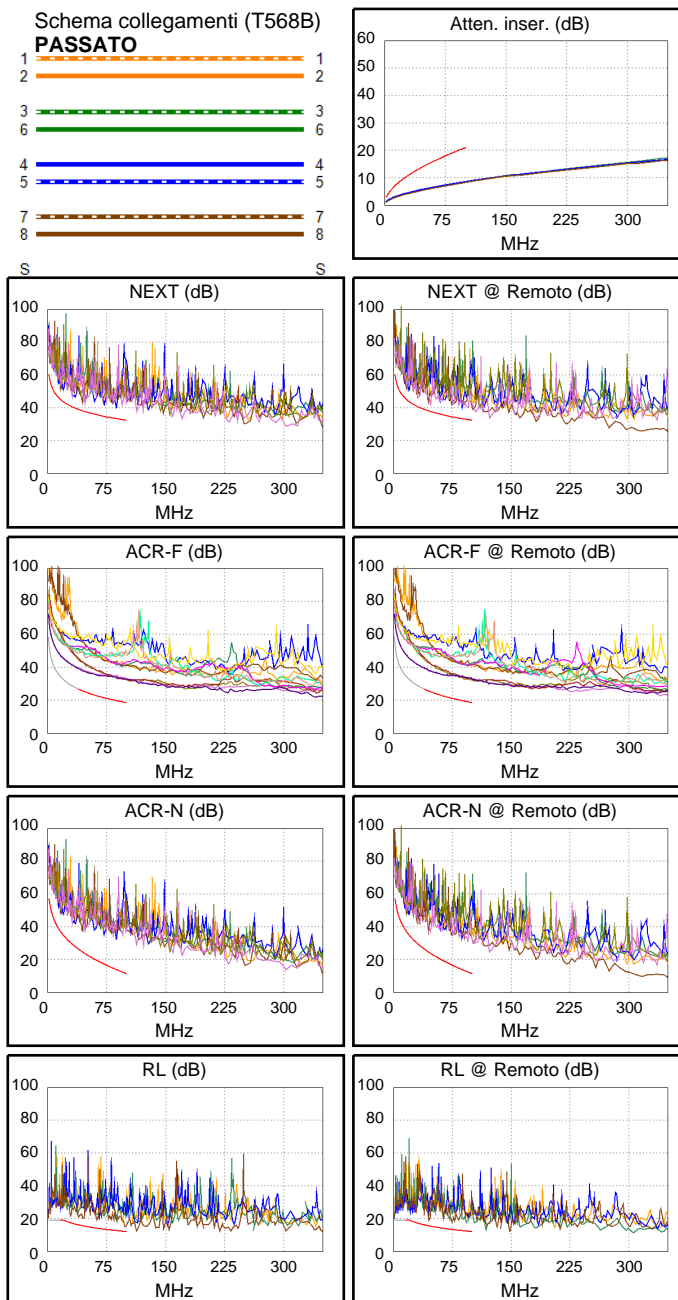 Schema collegamenti (T568B)
PASSATO
1 1
2 2
3 3
6 6
4 4
5 5
7 7
8 8
S S
Atten. inser. (dB)
60
50
40
30
20
10
0
0 75 150 225 300
MHz
NEXT (dB)
100
80
60
40
20
0
0 75 150 225 300
MHz
NEXT @ Remoto (dB)
100
80
60
40
20
0
0 75 150 225 300
MHz
ACR-F (dB)
100
80
60
40
20
0
0 75 150 225 300
MHz
ACR-F @ Remoto (dB)
100
80
60
40
20
0
0 75 150 225 300
MHz
ACR-N (dB)
100
80
60
40
20
0
0 75 150 225 300
MHz
ACR-N @ Remoto (dB)
100
80
60
40
20
0
0 75 150 225 300
MHz
RL (dB)
100
80
60
40
20
0
0 75 150 225 300
MHz
RL @ Remoto (dB)
100
80
60
40
20
0
0 75 150 225 300
MHz